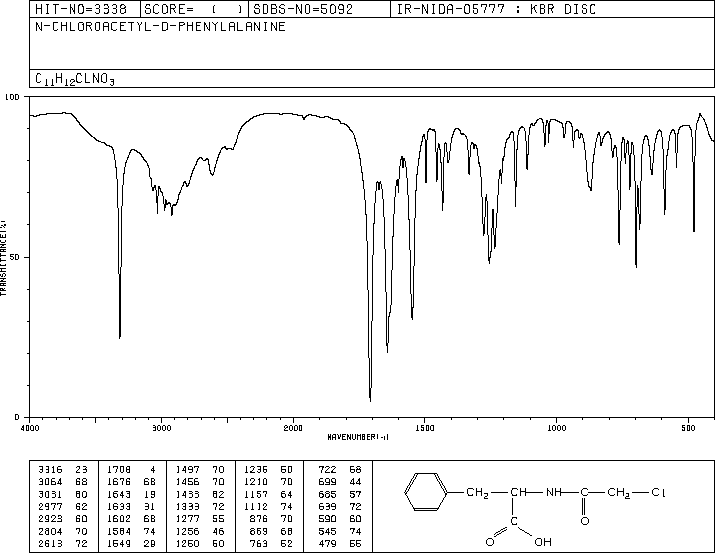 HIT-NO=3338 SCORE= ( ) SDBS-NO=5092 IR-NIDA-05777 : KBR DISC
N-CHLOROACETYL-D-PHENYLALANINE
C11H12CLNO3
100
50
0
TRANSMITTANCE(%)
4000 3000 2000 1500 1000 500
WAVENUMBER(-1)
3316 23 1708 4 1497 70 1236 50 722 68
3064 68 1676 68 1456 70 1210 70 699 44
3031 60 1643 19 1433 62 1157 64 685 57
2977 62 1633 31 1333 72 1112 74 639 72
2923 60 1602 68 1277 55 876 70 590 60
2804 70 1584 74 1256 46 869 68 545 74
2613 72 1549 29 1250 50 763 52 479 55
CH2 CH NH C CH2 Cl
C O
O OH